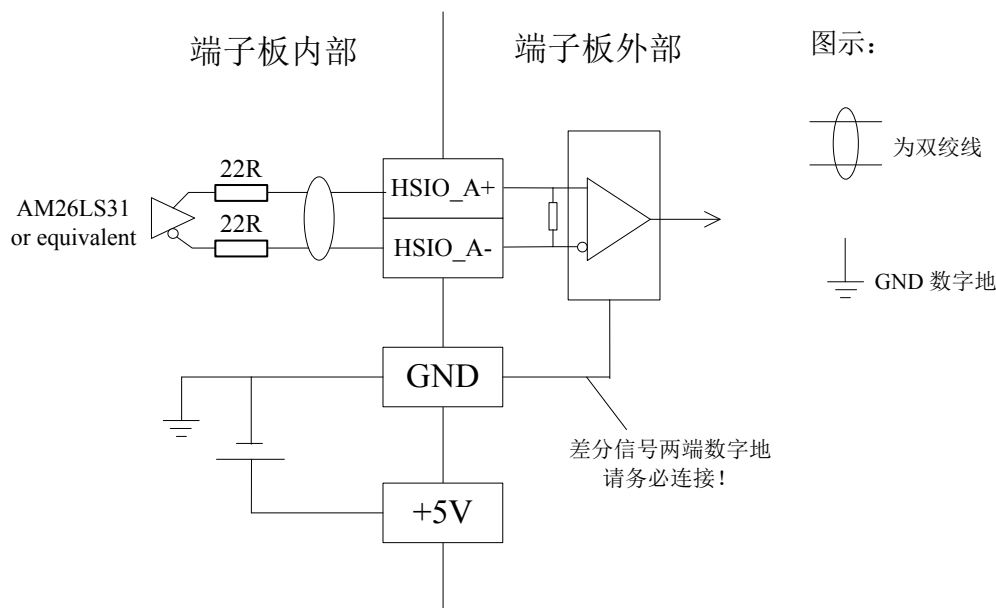 端子板内部
端子板外部
图示:
为双绞线
22R
HSIO_A+
AM26LS31
or equivalent
22R
HSIO_A-
GND 数字地
GND
差分信号两端数字地
请务必连接!
+5V